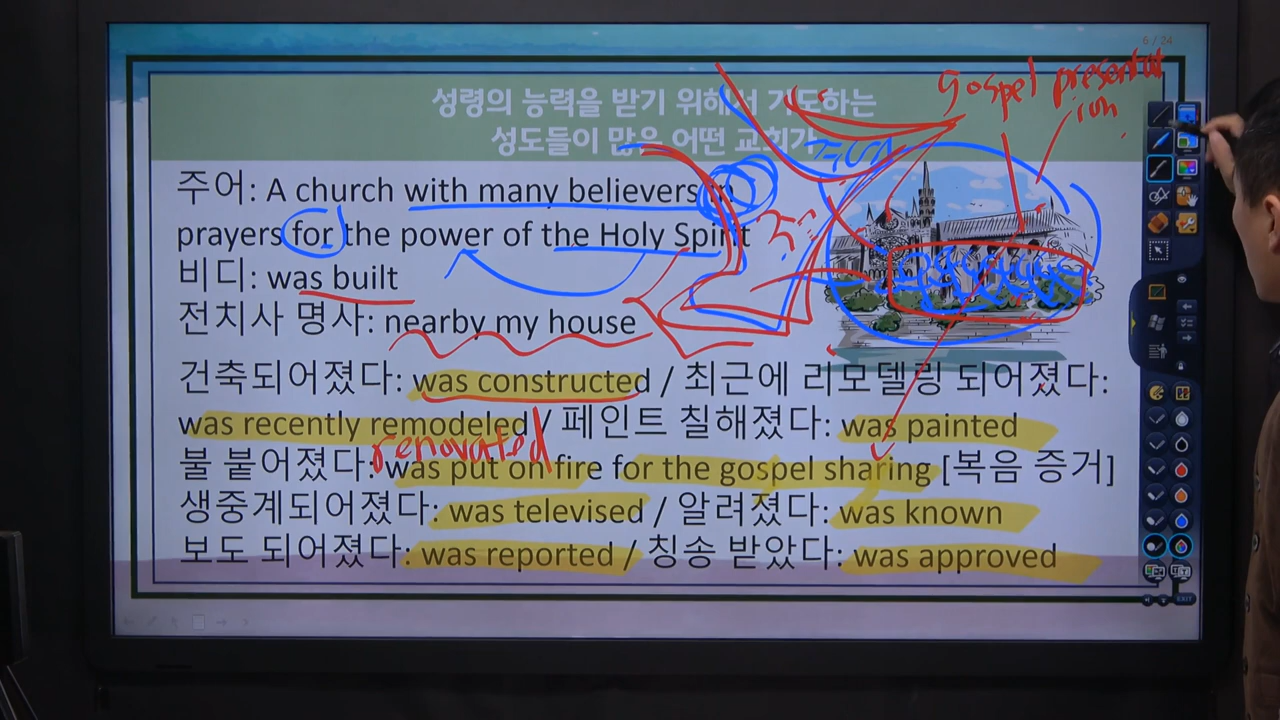 6 / 24
gospel presentat
ion
성령의 능력을 받기 위해서 기도하는
성도들이 많은 어떤 교회가
주어: A church with many believers in
prayers for the power of the Holy Spirit
비디: was built
전치사 명사: nearby my house
건축되어졌다: was constructed / 최근에 리모델링 되어졌다:
was recently remodeled / 페인트 칠해졌다: was painted
renovated
불 붙어졌다: was put on fire for the gospel sharing [복음 증거]
생중계되어졌다: was televised / 알려졌다: was known
보도 되어졌다: was reported / 칭송 받았다: was approved
EXIT